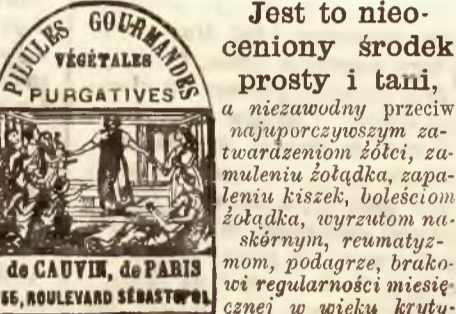 PILULES GOURMANDES
VÉGÉTALES
PURGATIVES
de CAUVIN, de PARIS
55, BOULEVARD SÉBASTOPOL
Jest to nieo-
ceniony środek
prosty i tani,
a niezawodny przeciw
najuporczywszym za-
twardzeniom żółci, za-
muleniu żołądka, zapa-
leniu kiszek, boleściom
żołądka, wyrzutom na-
skórnym, reumatyz-
mom, podagrze, brako-
wi regularności miesię-
cznej w wieku kryty-